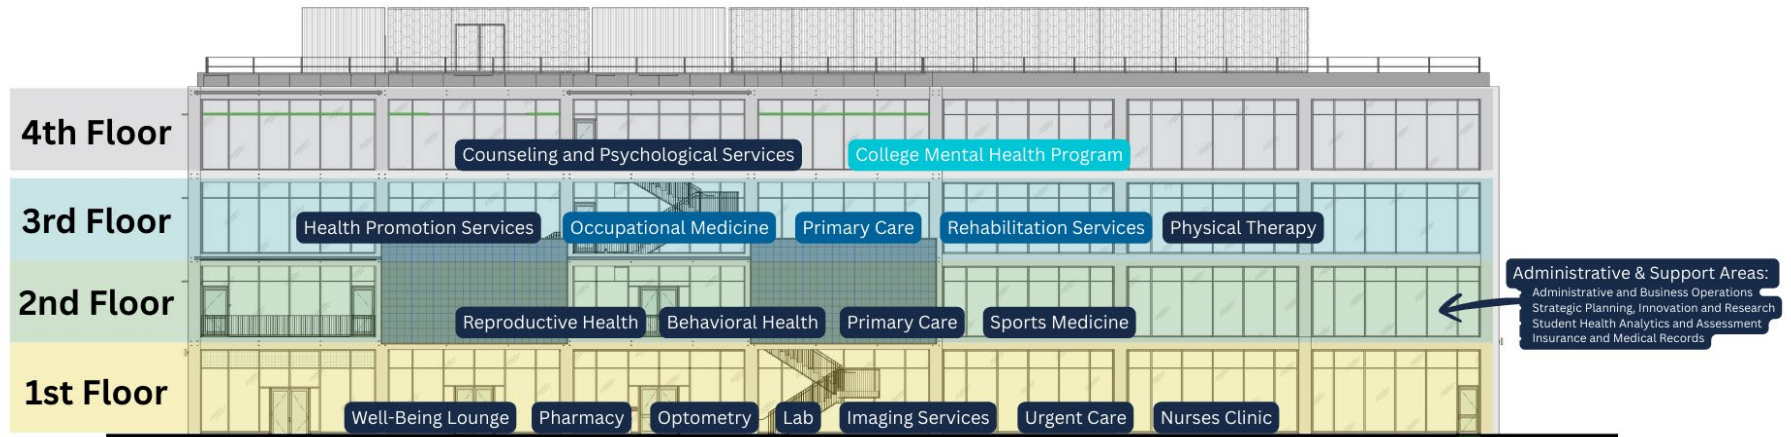 4th Floor
Counseling and Psychological Services
College Mental Health Program
3rd Floor
Health Promotion Services
Occupational Medicine
Primary Care
Rehabilitation Services
Physical Therapy
2nd Floor
Reproductive Health
Behavioral Health
Primary Care
Sports Medicine
Administrative & Support Areas:
Administrative and Business Operations
Strategic Planning, Innovation and Research
Student Health Analytics and Assessment
Insurance and Medical Records
1st Floor
Well-Being Lounge
Pharmacy
Optometry
Lab
Imaging Services
Urgent Care
Nurses Clinic